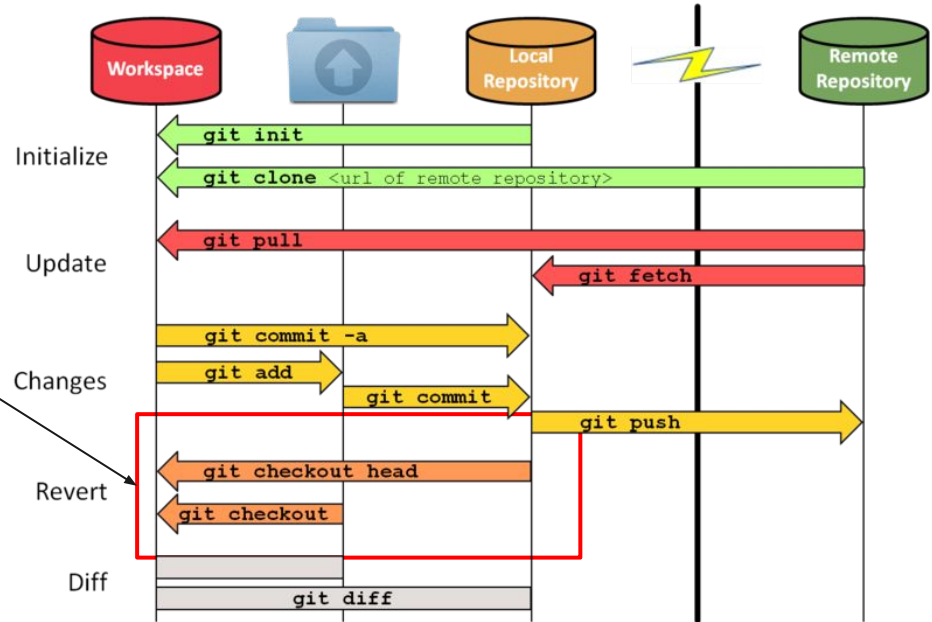 Workspace
Local
Repository
Remote
Repository
Initialize
git init
git clone <url of remote repository>
Update
git pull
git fetch
Changes
git commit -a
git add
git commit
git push
Revert
git checkout head
git checkout
Diff
git diff